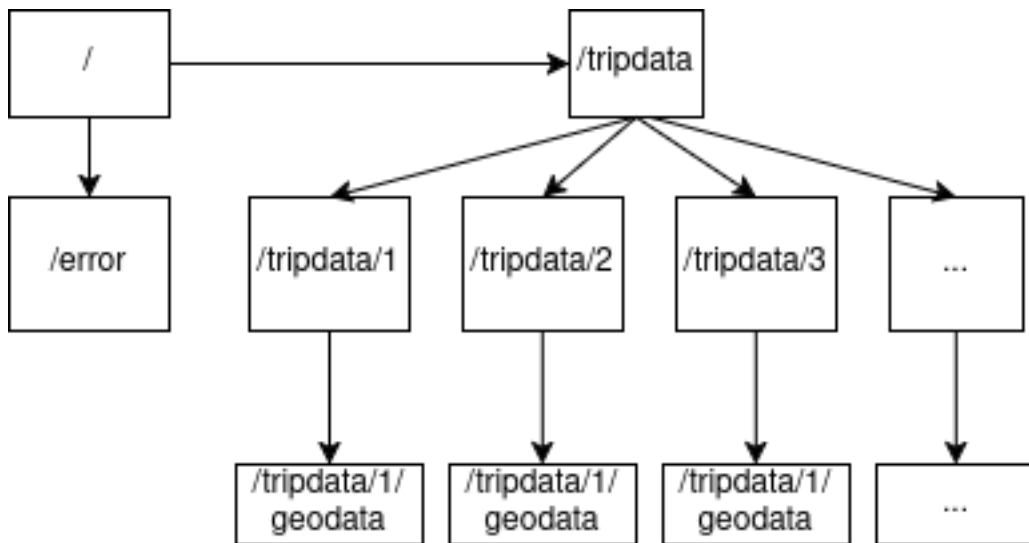 /
/tripdata
/error
/tripdata/1
/tripdata/2
/tripdata/3
...
/tripdata/1/
geodata
/tripdata/1/
geodata
/tripdata/1/
geodata
...